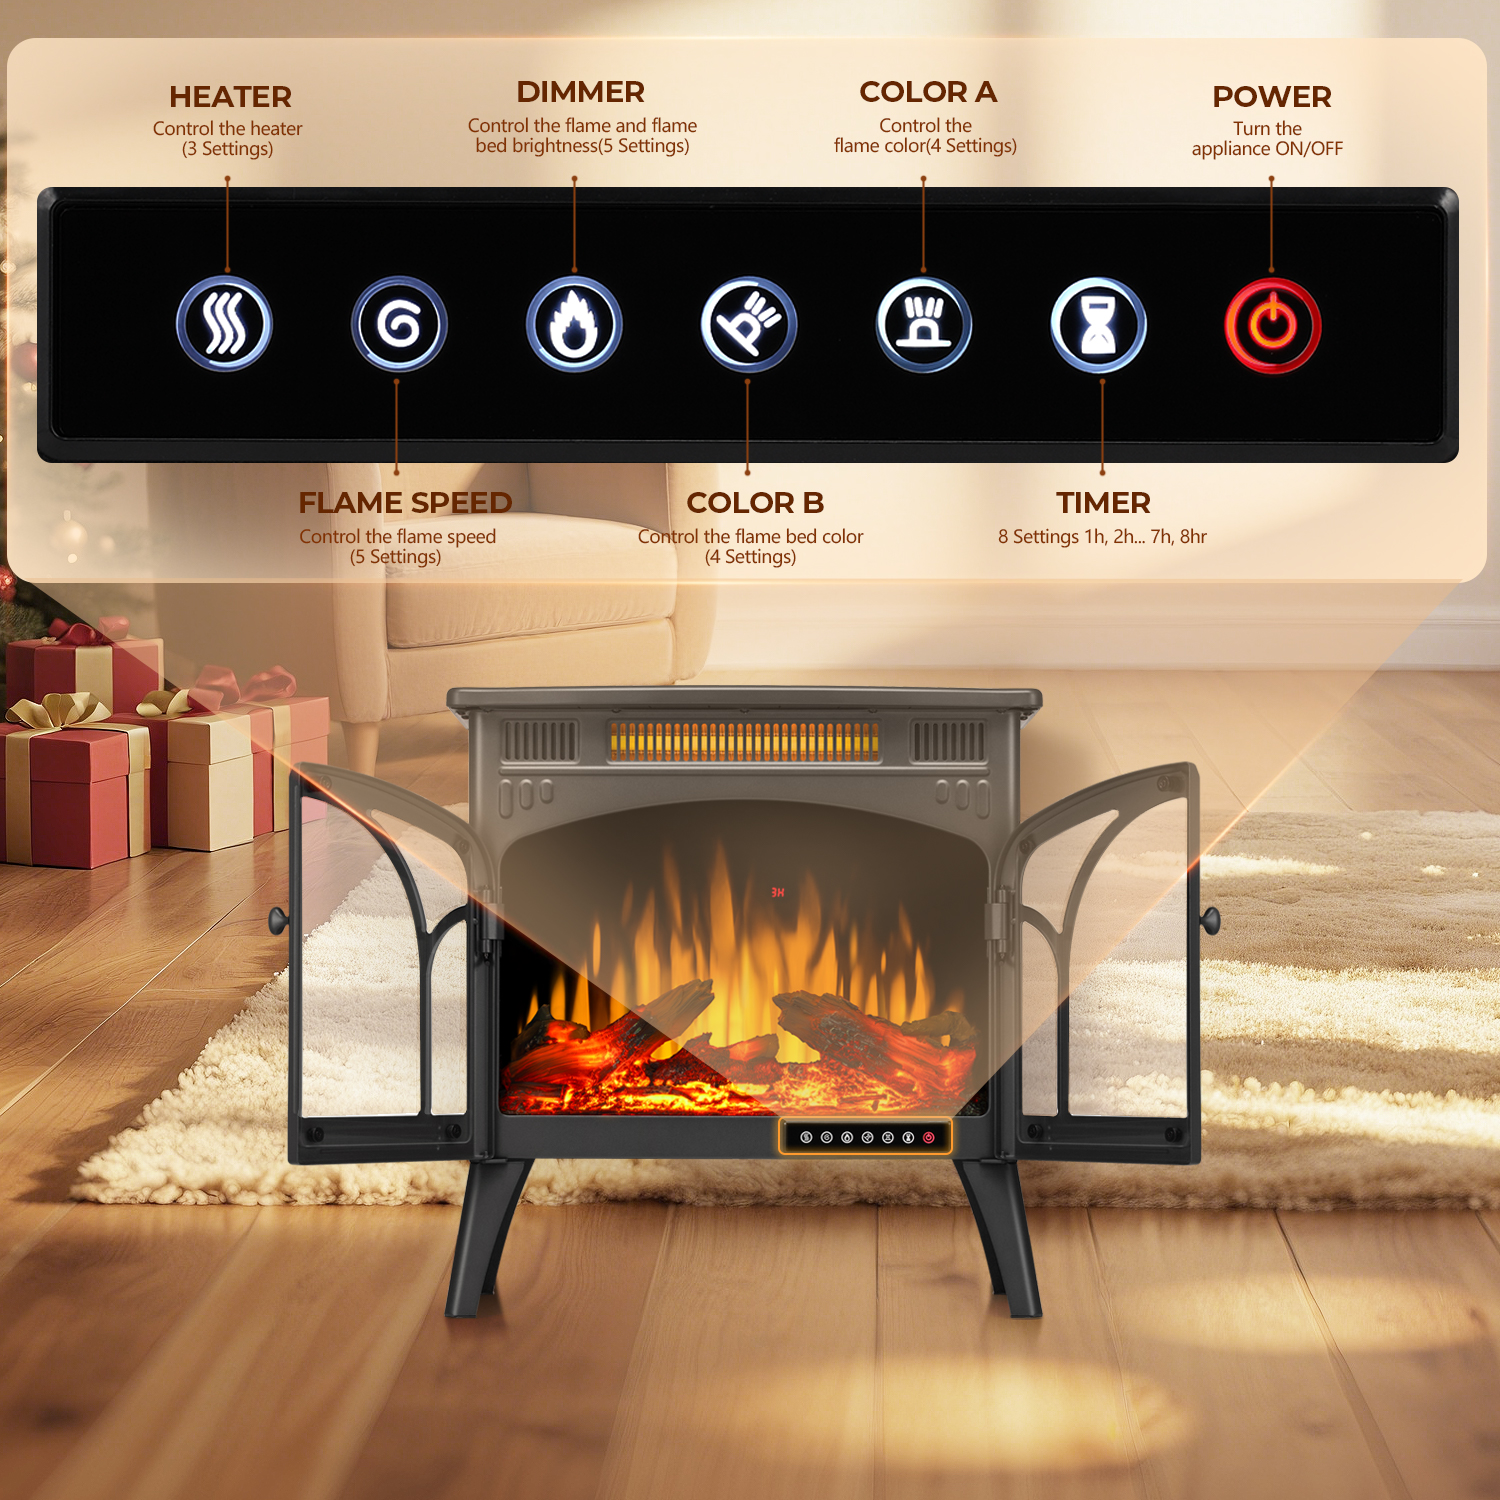 HEATER
Control the heater
(3 Settings)
DIMMER
Control the flame and flame
bed brightness(5 Settings)
COLOR A
Control the
flame color(4 Settings)
POWER
Turn the
appliance ON/OFF
FLAME SPEED
Control the flame speed
(5 Settings)
COLOR B
Control the flame bed color
(4 Settings)
TIMER
8 Settings 1h, 2h... 7h, 8hr